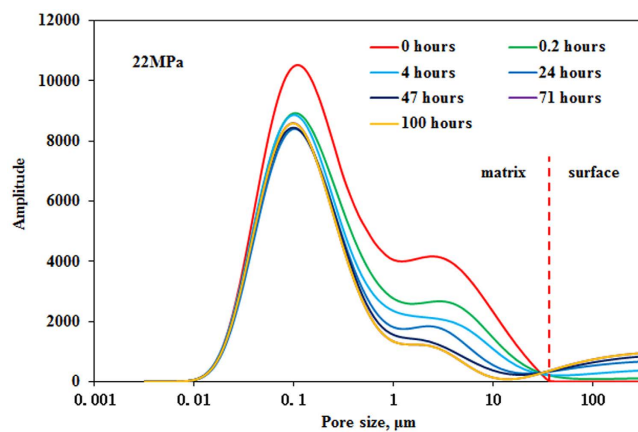 12000
10000
8000
6000
4000
2000
0
Amplitude
22MPa
0 hours
0.2 hours
4 hours
24 hours
47 hours
71 hours
100 hours
matrix
surface
0.001
0.01
0.1
1
10
100
Pore size, μm